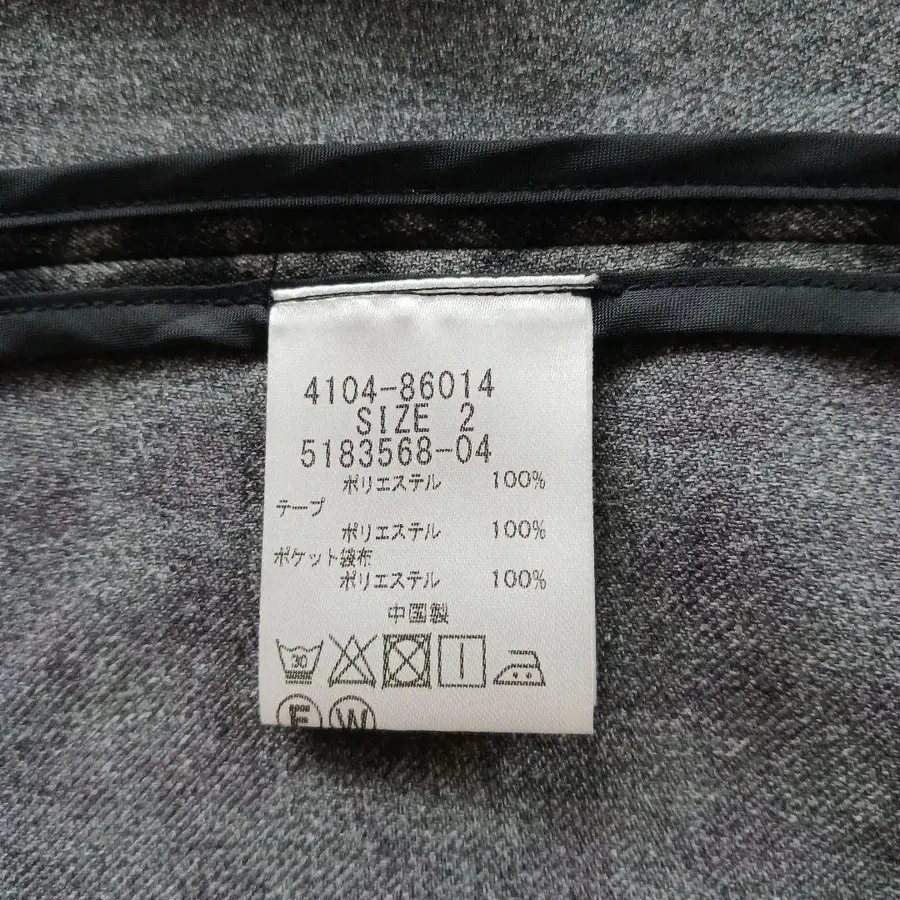 4104-86014
SIZE 2
5183568-04
ポリエステル 100%
テープ
ポリエステル 100%
ポケット袋布
ポリエステル 100%
中国製
30
F W